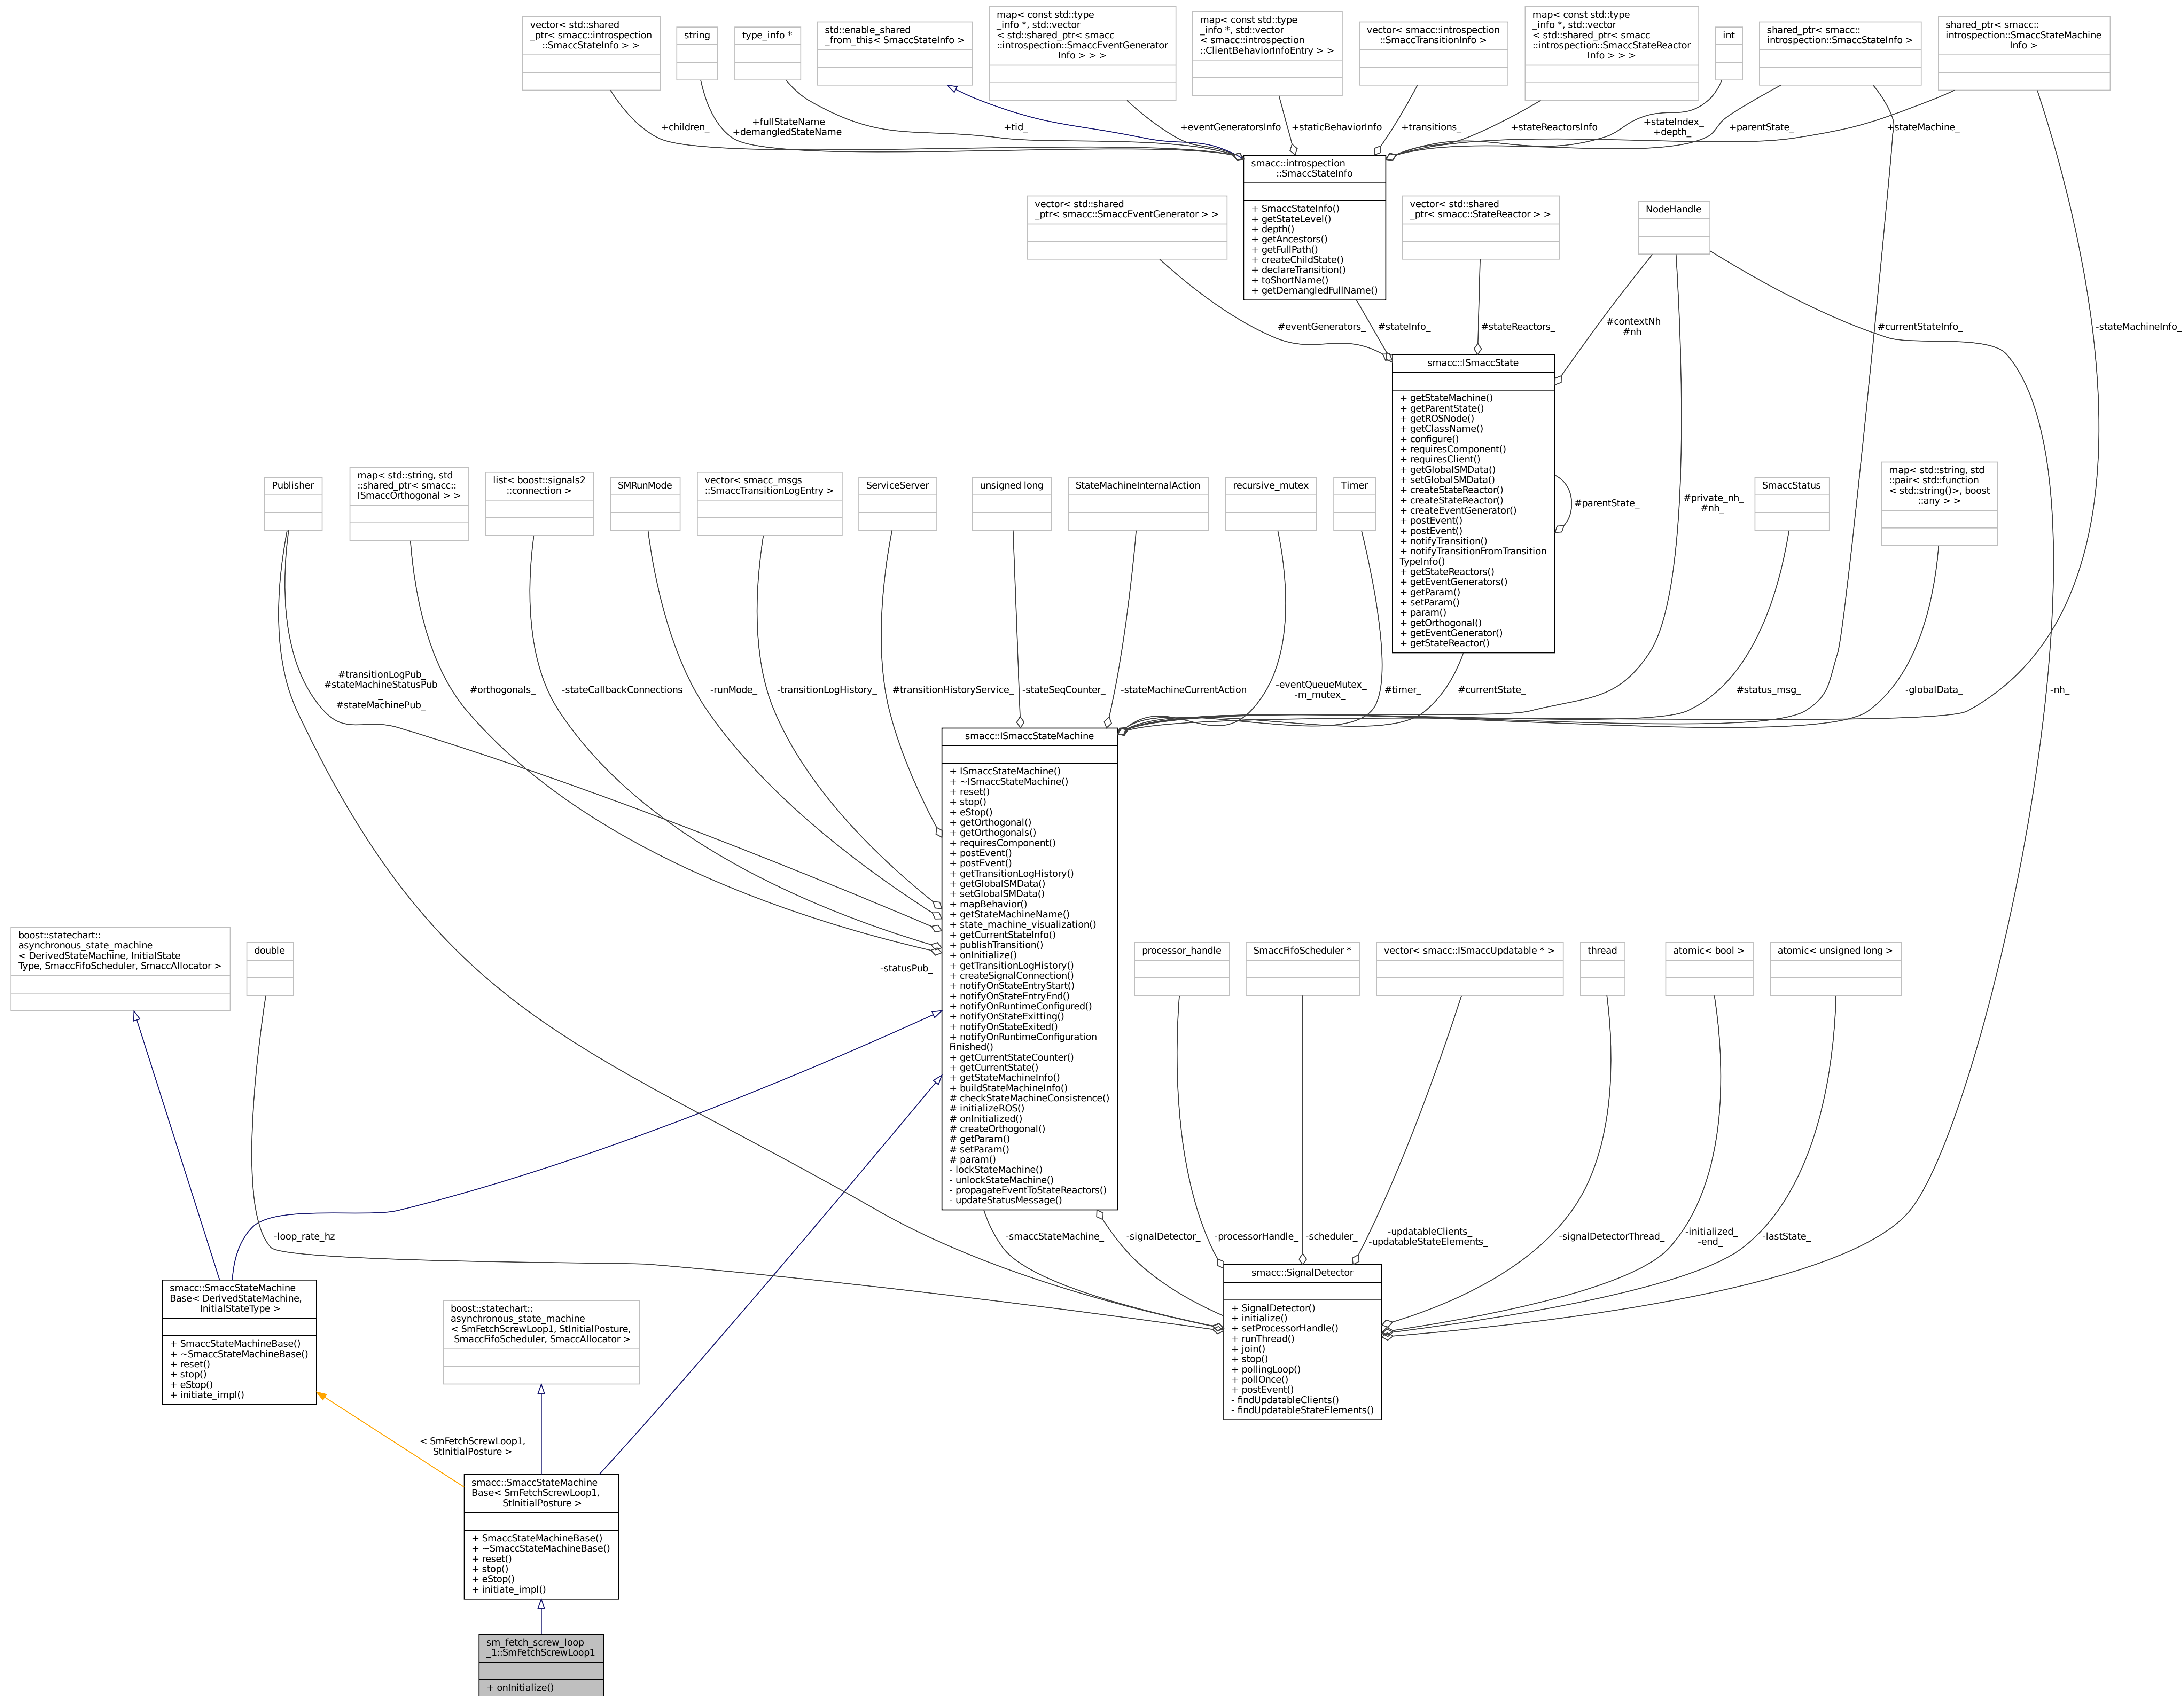 vector< std::shared
_ptr< smacc::introspection
::SmaccStateInfo > >
string
type_info *
std::enable_shared
_from_this< SmaccStateInfo >
map< const std::type
_info *, std::vector
< std::shared_ptr< smacc
::introspection::SmaccEventGenerator
Info > > >
map< const std::type
_info *, std::vector
< smacc::introspection
::ClientBehaviorInfoEntry > >
vector< smacc::introspection
::SmaccTransitionInfo >
map< const std::type
_info *, std::vector
< std::shared_ptr< smacc
::introspection::SmaccStateReactor
Info > > >
int
shared_ptr< smacc::
introspection::SmaccStateInfo >
shared_ptr< smacc::
introspection::SmaccStateMachine
Info >
+children_
+fullStateName
+demangledStateName
+tid_
+eventGeneratorsInfo
+staticBehaviorInfo
+transitions_
+stateReactorsInfo
+stateIndex_
+depth_
+parentState_
+stateMachine_
smacc::introspection
::SmaccStateInfo
+ SmaccStateInfo()
+ getStateLevel()
+ depth()
+ getAncestors()
+ getFullPath()
+ createChildState()
+ declareTransition()
+ toShortName()
+ getDemangledFullName()
vector< std::shared
_ptr< smacc::SmaccEventGenerator > >
vector< std::shared
_ptr< smacc::StateReactor > >
NodeHandle
#eventGenerators_
#stateInfo_
#stateReactors_
#contextNh
#nh
#currentStateInfo_
-stateMachineInfo_
smacc::ISmaccState
+ getStateMachine()
+ getParentState()
+ getROSNode()
+ getClassName()
+ configure()
+ requiresComponent()
+ requiresClient()
+ getGlobalSMData()
+ setGlobalSMData()
+ createStateReactor()
+ createStateReactor()
+ createEventGenerator()
+ postEvent()
+ postEvent()
+ notifyTransition()
+ notifyTransitionFromTransition
TypeInfo()
+ getStateReactors()
+ getEventGenerators()
+ getParam()
+ setParam()
+ param()
+ getOrthogonal()
+ getEventGenerator()
+ getStateReactor()
#parentState_
#private_nh_
#nh_
Publisher
map< std::string, std
::shared_ptr< smacc::
ISmaccOrthogonal > >
list< boost::signals2
::connection >
SMRunMode
vector< smacc_msgs
::SmaccTransitionLogEntry >
ServiceServer
unsigned long
StateMachineInternalAction
recursive_mutex
Timer
SmaccStatus
map< std::string, std
::pair< std::function
< std::string()>, boost
::any > >
#transitionLogPub_
#stateMachineStatusPub
_
#stateMachinePub_
#orthogonals_
-stateCallbackConnections
-runMode_
-transitionLogHistory_
#transitionHistoryService_
-stateSeqCounter_
-stateMachineCurrentAction
-eventQueueMutex_
-m_mutex_
#timer_
#currentState_
#status_msg_
-globalData_
-nh_
smacc::ISmaccStateMachine
+ ISmaccStateMachine()
+ ~ISmaccStateMachine()
+ reset()
+ stop()
+ eStop()
+ getOrthogonal()
+ getOrthogonals()
+ requiresComponent()
+ postEvent()
+ postEvent()
+ getTransitionLogHistory()
+ getGlobalSMData()
+ setGlobalSMData()
+ mapBehavior()
+ getStateMachineName()
+ state_machine_visualization()
+ getCurrentStateInfo()
+ publishTransition()
+ onInitialize()
+ getTransitionLogHistory()
+ createSignalConnection()
+ notifyOnStateEntryStart()
+ notifyOnStateEntryEnd()
+ notifyOnRuntimeConfigured()
+ notifyOnStateExitting()
+ notifyOnStateExited()
+ notifyOnRuntimeConfiguration
Finished()
+ getCurrentStateCounter()
+ getCurrentState()
+ getStateMachineInfo()
+ buildStateMachineInfo()
# checkStateMachineConsistence()
# initializeROS()
# onInitialized()
# createOrthogonal()
# getParam()
# setParam()
# param()
- lockStateMachine()
- unlockStateMachine()
- propagateEventToStateReactors()
- updateStatusMessage()
boost::statechart::
asynchronous_state_machine
< DerivedStateMachine, InitialState
Type, SmaccFifoScheduler, SmaccAllocator >
double
-statusPub_
processor_handle
SmaccFifoScheduler *
vector< smacc::ISmaccUpdatable * >
thread
atomic< bool >
atomic< unsigned long >
-loop_rate_hz
-smaccStateMachine_
-signalDetector_
-processorHandle_
-scheduler_
-updatableClients_
-updatableStateElements_
-signalDetectorThread_
-initialized_
-end_
-lastState_
smacc::SmaccStateMachine
Base< DerivedStateMachine,
InitialStateType >
+ SmaccStateMachineBase()
+ ~SmaccStateMachineBase()
+ reset()
+ stop()
+ eStop()
+ initiate_impl()
smacc::SignalDetector
+ SignalDetector()
+ initialize()
+ setProcessorHandle()
+ runThread()
+ join()
+ stop()
+ pollingLoop()
+ pollOnce()
+ postEvent()
- findUpdatableClients()
- findUpdatableStateElements()
boost::statechart::
asynchronous_state_machine
< SmFetchScrewLoop1, StInitialPosture,
SmaccFifoScheduler, SmaccAllocator >
< SmFetchScrewLoop1,
StInitialPosture >
smacc::SmaccStateMachine
Base< SmFetchScrewLoop1,
StInitialPosture >
+ SmaccStateMachineBase()
+ ~SmaccStateMachineBase()
+ reset()
+ stop()
+ eStop()
+ initiate_impl()
sm_fetch_screw_loop
_1::SmFetchScrewLoop1
+ onInitialize()